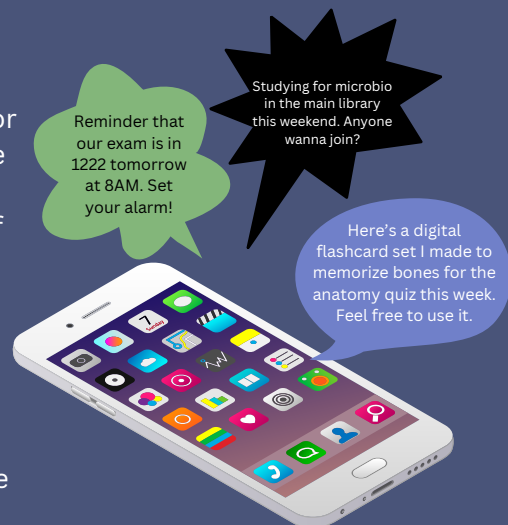 or
e
f
e
Reminder that
our exam is in
1222 tomorrow
at 8AM. Set
your alarm!
Studying for microbio
in the main library
this weekend. Anyone
wanna join?
Here's a digital
flashcard set I made to
memorize bones for the
anatomy quiz this week.
Feel free to use it.
7
Sunday